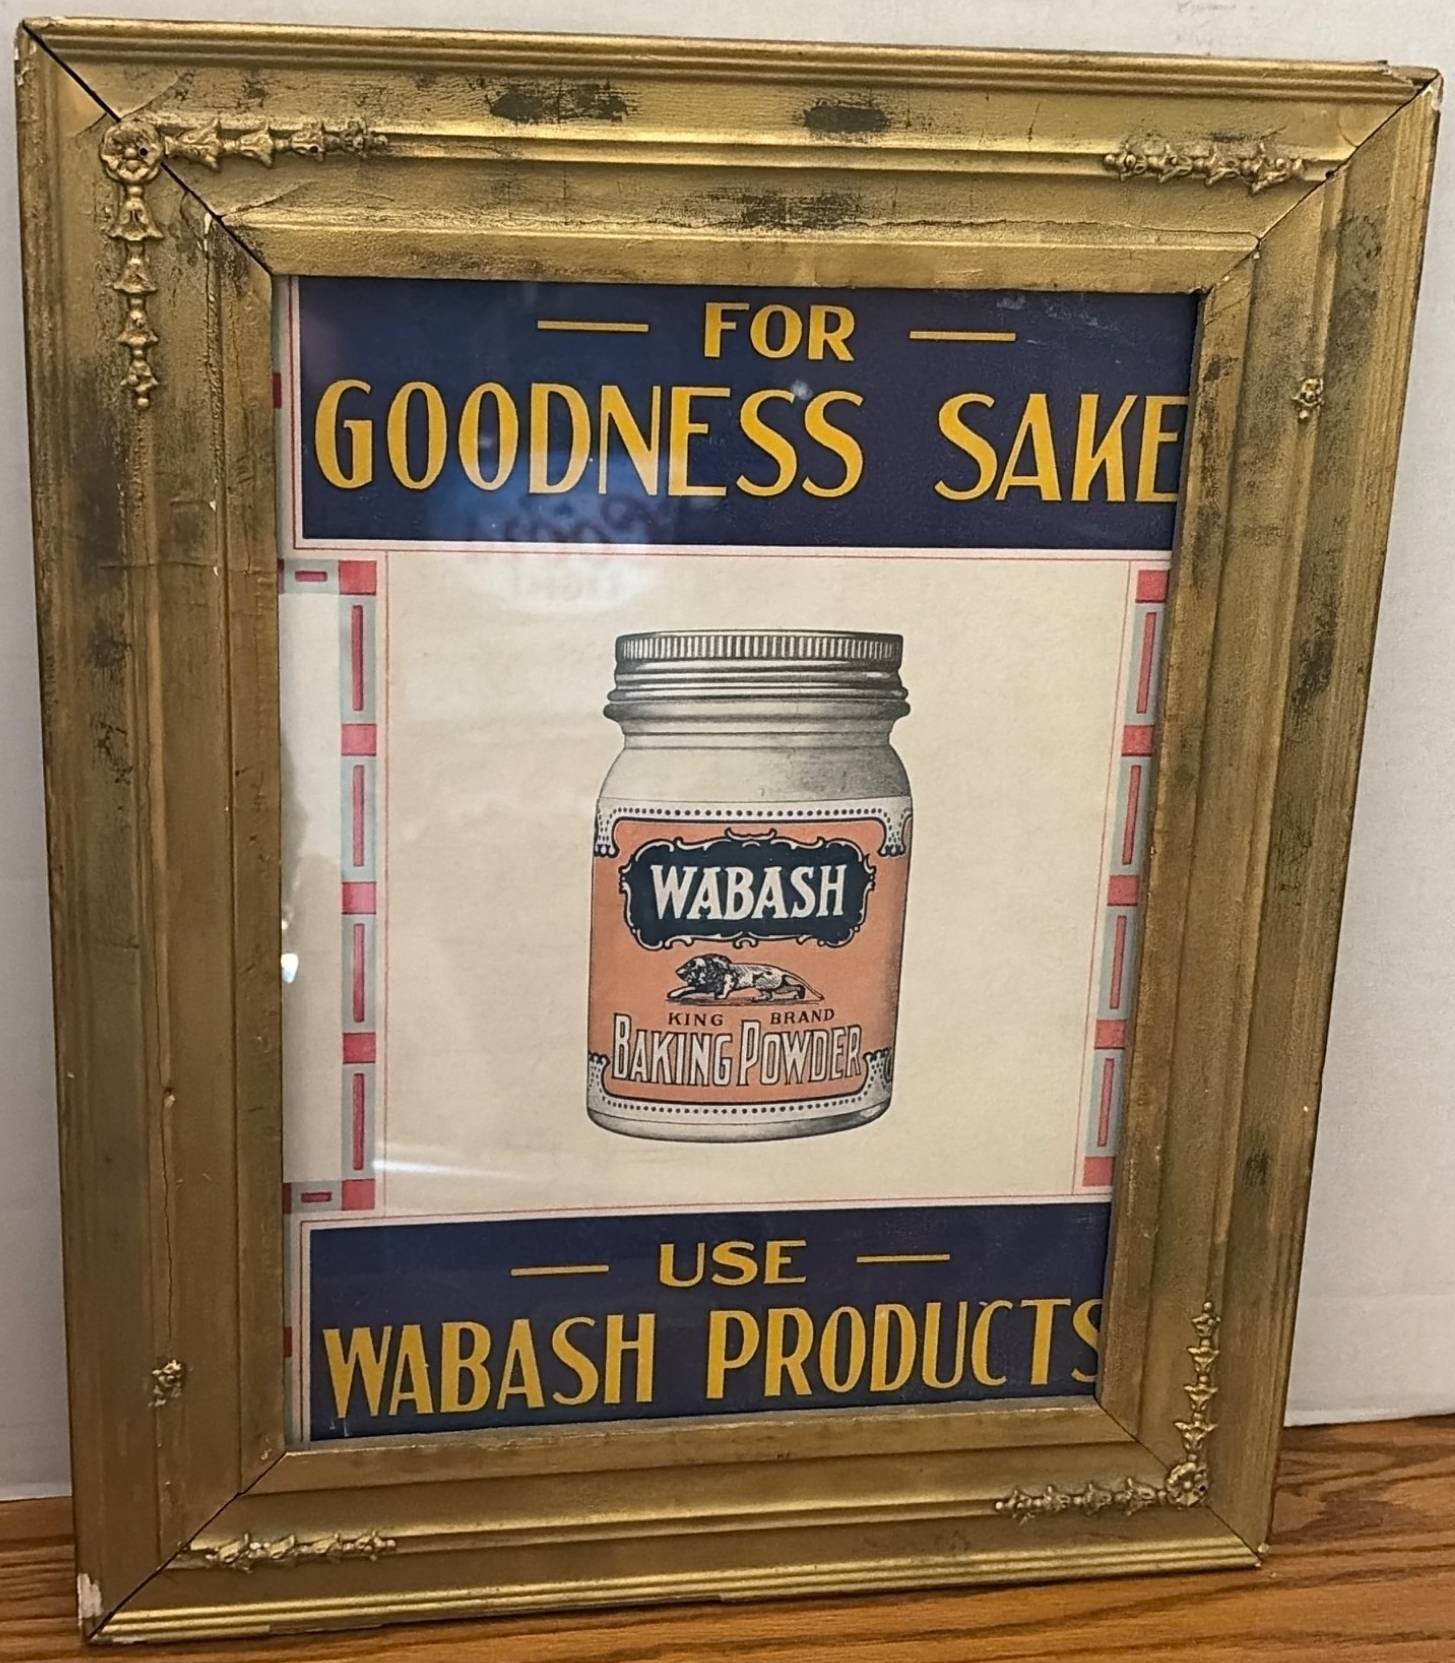 FOR
GOODNESS SAKE
WABASH
KING BRAND
BAKING POWDER
USE
WABASH PRODUCTS